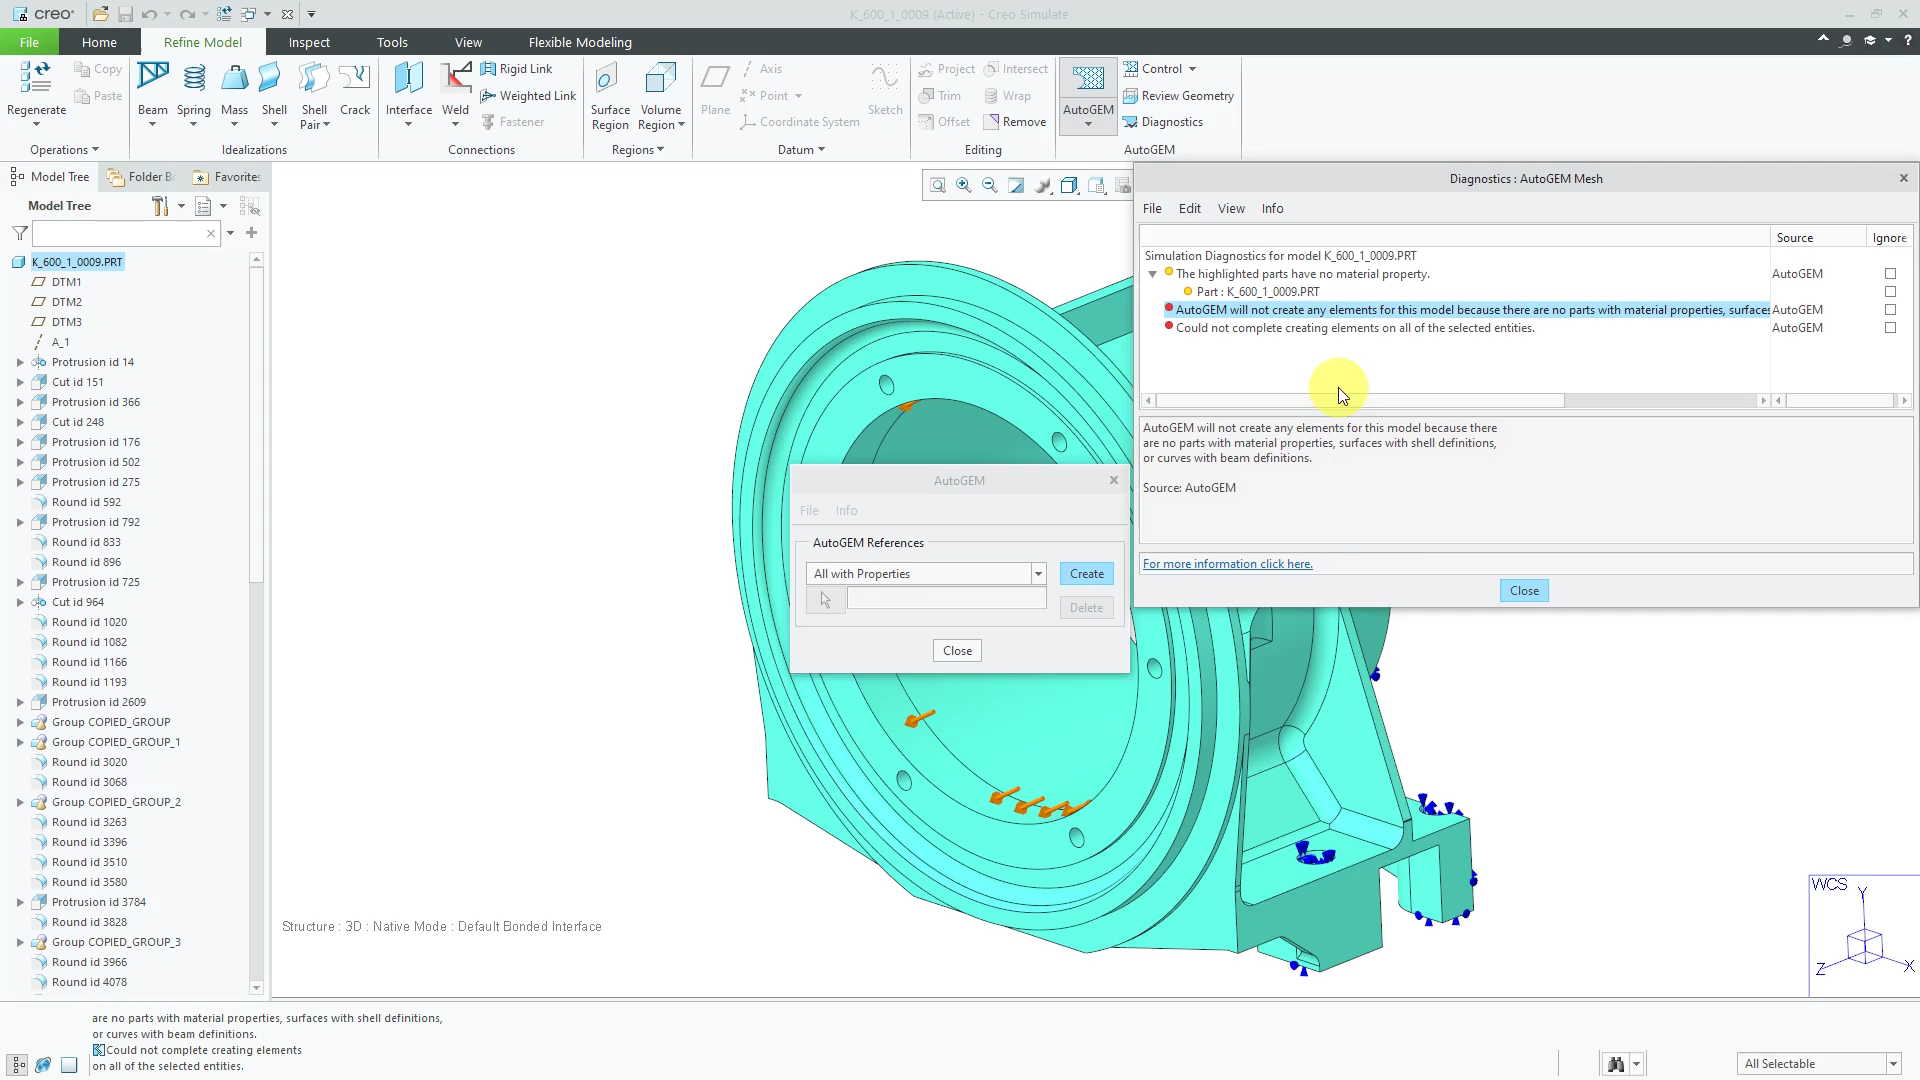 creo
K_600_1_0009 (Active) - Creo Simulate
File
Home
Refine Model
Inspect
Tools
View
Flexible Modeling
?
Regenerate
Copy
Paste
Operations
Beam
Spring
Mass
Shell
Shell
Pair
Crack
Idealizations
Interface
Weld
Rigid Link
Weighted Link
Fastener
Connections
Surface
Region
Volume
Region
Regions
Plane
Axis
Point
Coordinate System
Sketch
Datum
Project
Intersect
Trim
Wrap
Offset
Remove
Editing
AutoGEM
Control
Review Geometry
Diagnostics
AutoGEM
Model Tree
Folder B
Favorites
Model Tree
K_600_1_0009.PRT
DTM1
DTM2
DTM3
A_1
Protrusion id 14
Cut id 151
Protrusion id 366
Cut id 248
Protrusion id 176
Protrusion id 502
Protrusion id 275
Round id 592
Protrusion id 792
Round id 833
Round id 896
Protrusion id 725
Cut id 964
Round id 1020
Round id 1082
Round id 1166
Round id 1193
Protrusion id 2609
Group COPIED_GROUP
Group COPIED_GROUP_1
Round id 3020
Round id 3068
Group COPIED_GROUP_2
Round id 3263
Round id 3396
Round id 3510
Round id 3580
Protrusion id 3784
Round id 3828
Group COPIED_GROUP_3
Round id 3966
Round id 4078
Diagnostics : AutoGEM Mesh
File
Edit
View
Info
Source
Ignore
Simulation Diagnostics for model K_600_1_0009.PRT
The highlighted parts have no material property.
AutoGEM
Part : K_600_1_0009.PRT
AutoGEM will not create any elements for this model because there are no parts with material properties, surfaces
AutoGEM
Could not complete creating elements on all of the selected entities.
AutoGEM
AutoGEM will not create any elements for this model because there
are no parts with material properties, surfaces with shell definitions,
or curves with beam definitions.
Source: AutoGEM
For more information click here.
Close
AutoGEM
File
Info
AutoGEM References
All with Properties
Create
Delete
Close
Structure : 3D : Native Mode : Default Bonded Interface
WCS
Y
Z
X
are no parts with material properties, surfaces with shell definitions,
or curves with beam definitions.
Could not complete creating elements
on all of the selected entities.
All Selectable